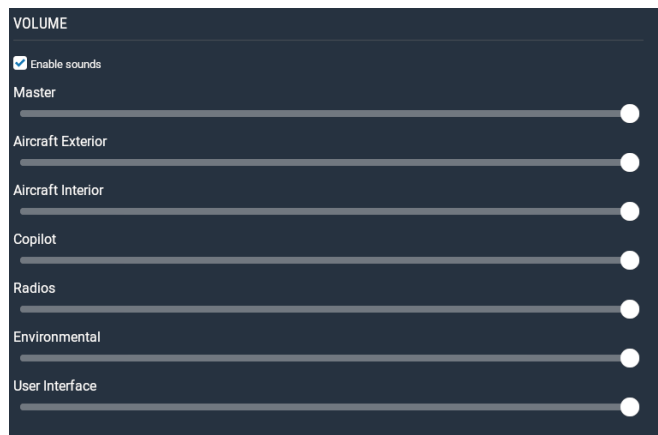 VOLUME
Enable sounds
Master
Aircraft Exterior
Aircraft Interior
Copilot
Radios
Environmental
User Interface